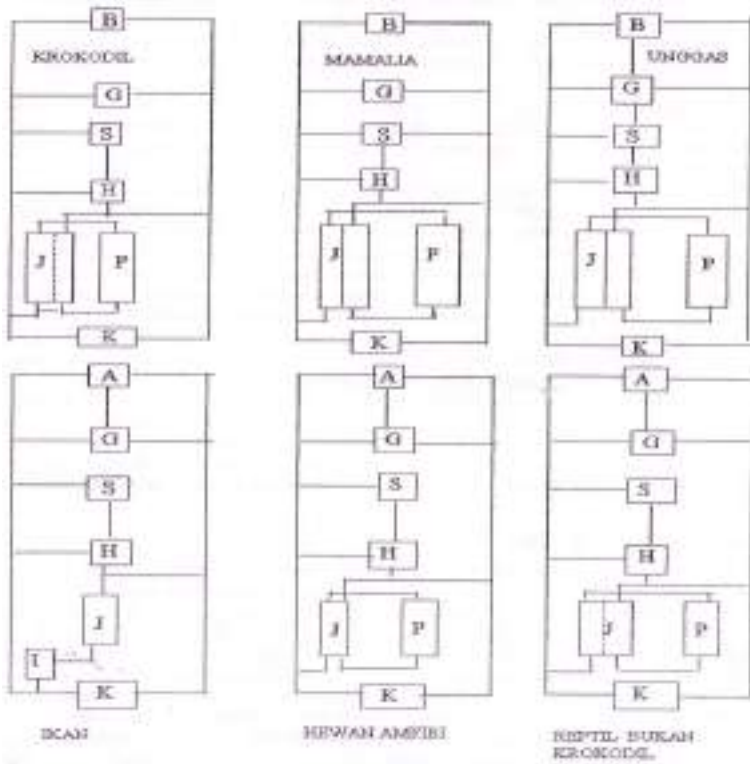 B
KROKODIL
G
S
H
J
P
K
B
MAMALIA
G
S
H
J
P
K
B
UNGGAS
G
S
H
J
P
K
A
G
S
H
J
I
K
IKAN
A
G
S
H
J
P
K
HEWAN AMFIBI
A
G
S
H
J
P
K
REPTIL BUKAN
KROKODIL